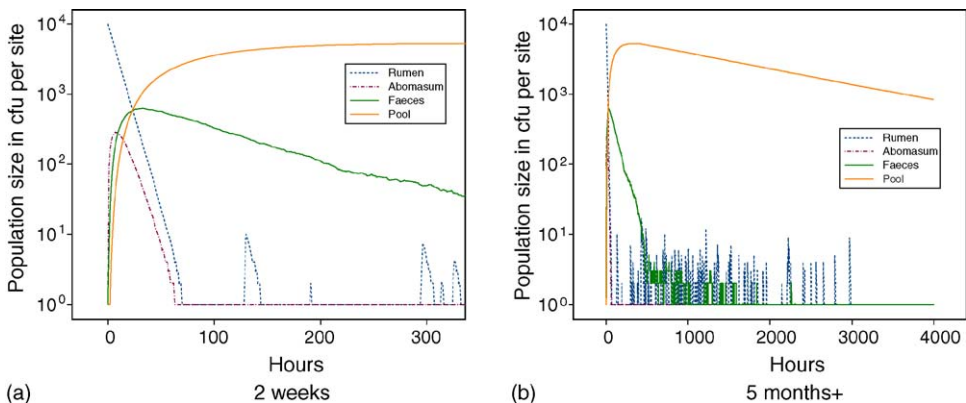 Population size in cfu per site
10⁴
10³
10²
10¹
10⁰
Rumen
Abomasum
Faeces
Pool
0 100 200 300
Hours
(a) 2 weeks
Population size in cfu per site
10⁴
10³
10²
10¹
10⁰
Rumen
Abomasum
Faeces
Pool
0 1000 2000 3000 4000
Hours
(b) 5 months+